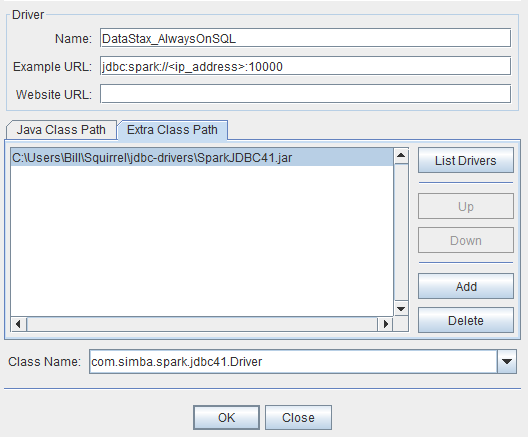 Driver
Name: DataStax_AlwaysOnSQL
Example URL: jdbc:spark://<ip_address>:10000
Website URL:
Java Class Path Extra Class Path
C:\Users\Bill\Squirrel\jdbc-drivers\SparkJDBC41.jar
List Drivers
Up
Down
Add
Delete
Class Name: com.simba.spark.jdbc41.Driver
OK Close